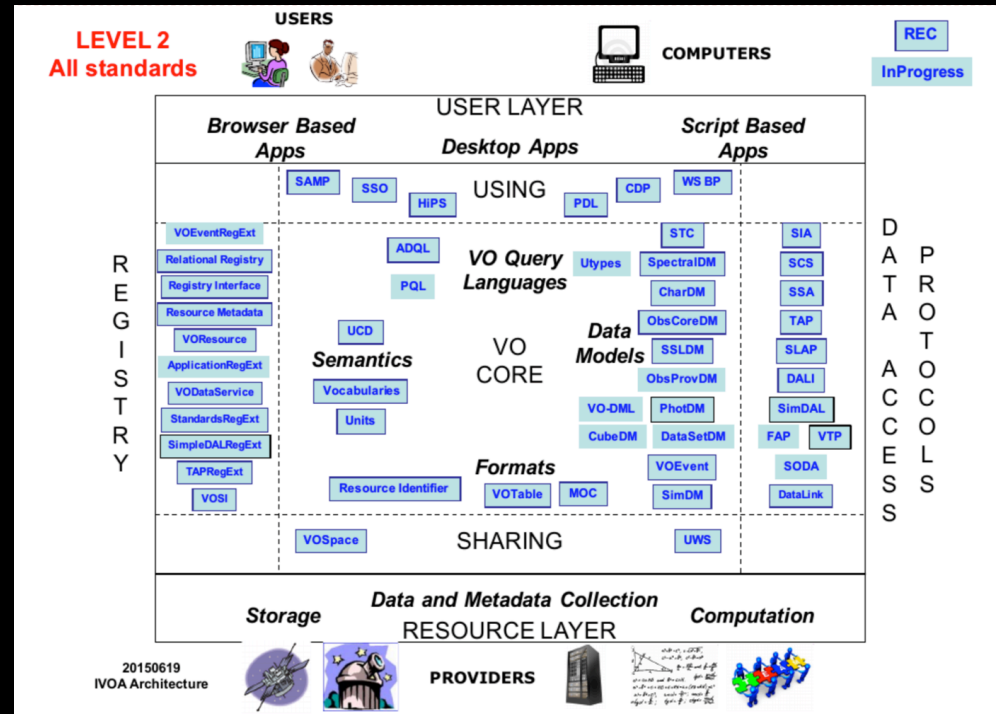 LEVEL 2
All standards
USERS
COMPUTERS
REC
InProgress
USER LAYER
Browser Based
Apps
Desktop Apps
Script Based
Apps
SAMP
SSO
HiPS
USING
PDL
CDP
WS BP
REGISTRY
VOEventRegExt
Relational Registry
Registry Interface
Resource Metadata
VOResource
ApplicationRegExt
VODataService
StandardsRegExt
SimpleDALRegExt
TAPRegExt
VOSI
ADQL
PQL
VO Query
Languages
UCD
Semantics
Vocabularies
Units
VO
CORE
Formats
Resource Identifier
VOTable
MOC
Utypes
Data
Models
STC
SpectralDM
CharDM
ObsCoreDM
SSLDM
ObsProvDM
VO-DML
PhotDM
CubeDM
DataSetDM
VOEvent
SimDM
SIA
SCS
SSA
TAP
SLAP
DALI
SimDAL
FAP
VTP
SODA
DataLink
DATA ACCESS
PROTOCOLS
VOSpace
SHARING
UWS
Storage
Data and Metadata Collection
Computation
RESOURCE LAYER
20150619
IVOA Architecture
PROVIDERS